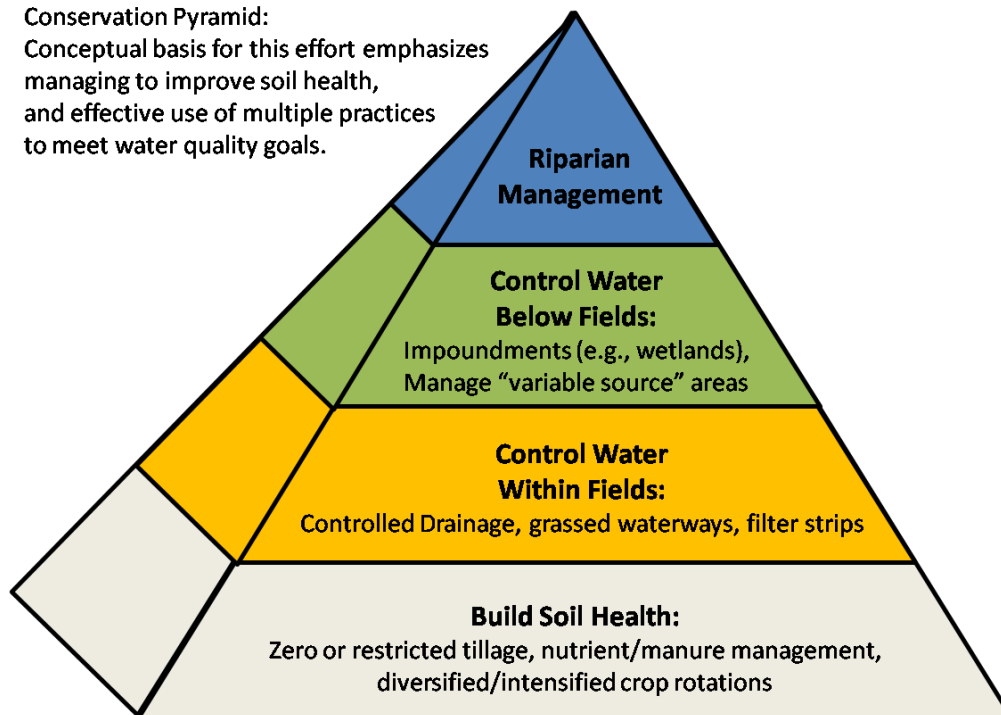 Conservation Pyramid:
Conceptual basis for this effort emphasizes
managing to improve soil health,
and effective use of multiple practices
to meet water quality goals.
Riparian
Management
Control Water
Below Fields:
Impoundments (e.g., wetlands),
Manage “variable source” areas
Control Water
Within Fields:
Controlled Drainage, grassed waterways, filter strips
Build Soil Health:
Zero or restricted tillage, nutrient/manure management,
diversified/intensified crop rotations